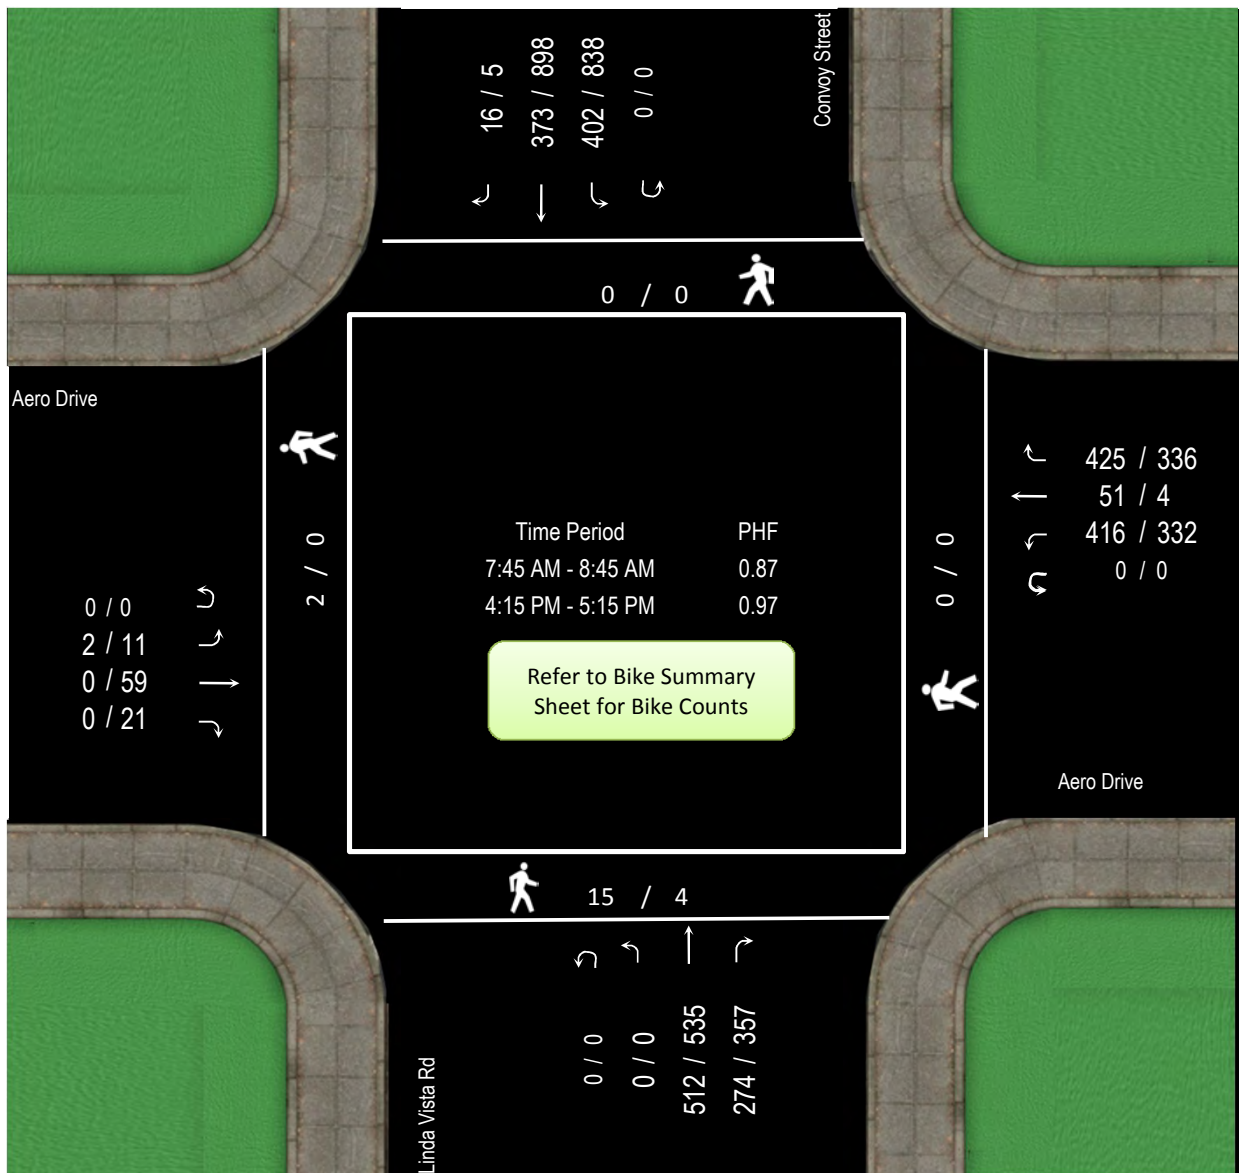 Convoy Street
16 / 5
373 / 898
402 / 838
0 / 0
0 / 0
Aero Drive
425 / 336
51 / 4
416 / 332
0 / 0
2 / 0
0 / 0
Time Period PHF
7:45 AM - 8:45 AM 0.87
4:15 PM - 5:15 PM 0.97
0 / 0
2 / 11
0 / 59
0 / 21
Refer to Bike Summary
Sheet for Bike Counts
Aero Drive
15 / 4
0 / 0
0 / 0
512 / 535
274 / 357
Linda Vista Rd